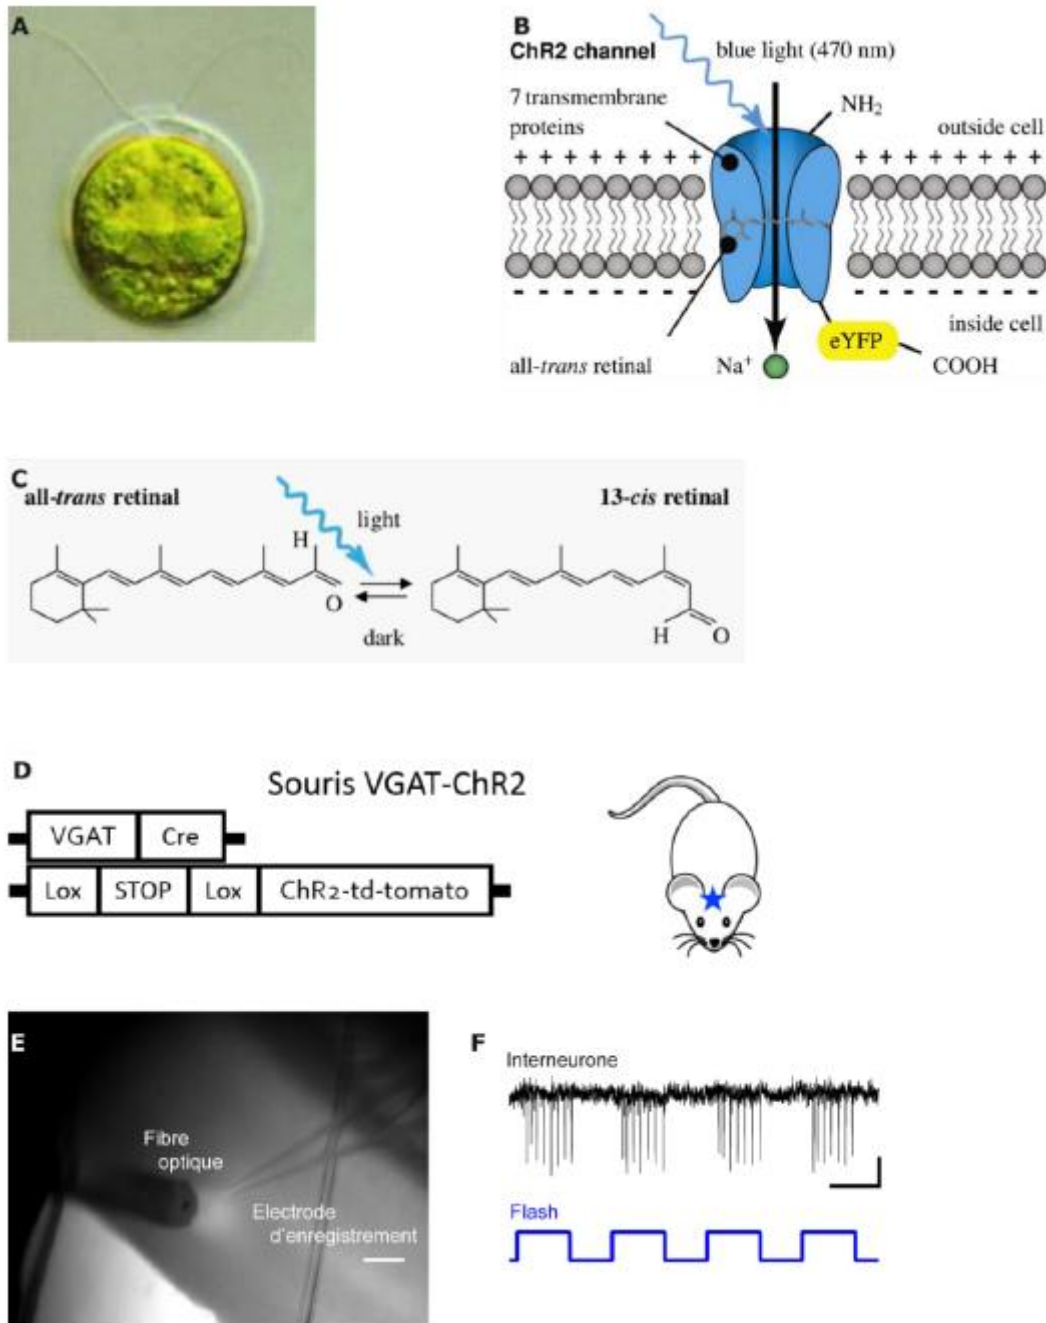 A
B
ChR2 channel
blue light (470 nm)
7 transmembrane
proteins
NH₂
outside cell
+ + + + + + + +
+ + + + + + + +
- - - - - - - -
- - - - - - - -
inside cell
eYFP
all-trans retinal
Na⁺
COOH
C
all-trans retinal
13-cis retinal
light
H
O
dark
H
O
D
Souris VGAT-ChR2
VGAT
Cre
Lox
STOP
Lox
ChR2-td-tomato
E
Fibre
optique
Electrode
d'enregistrement
F
Interneurone
Flash